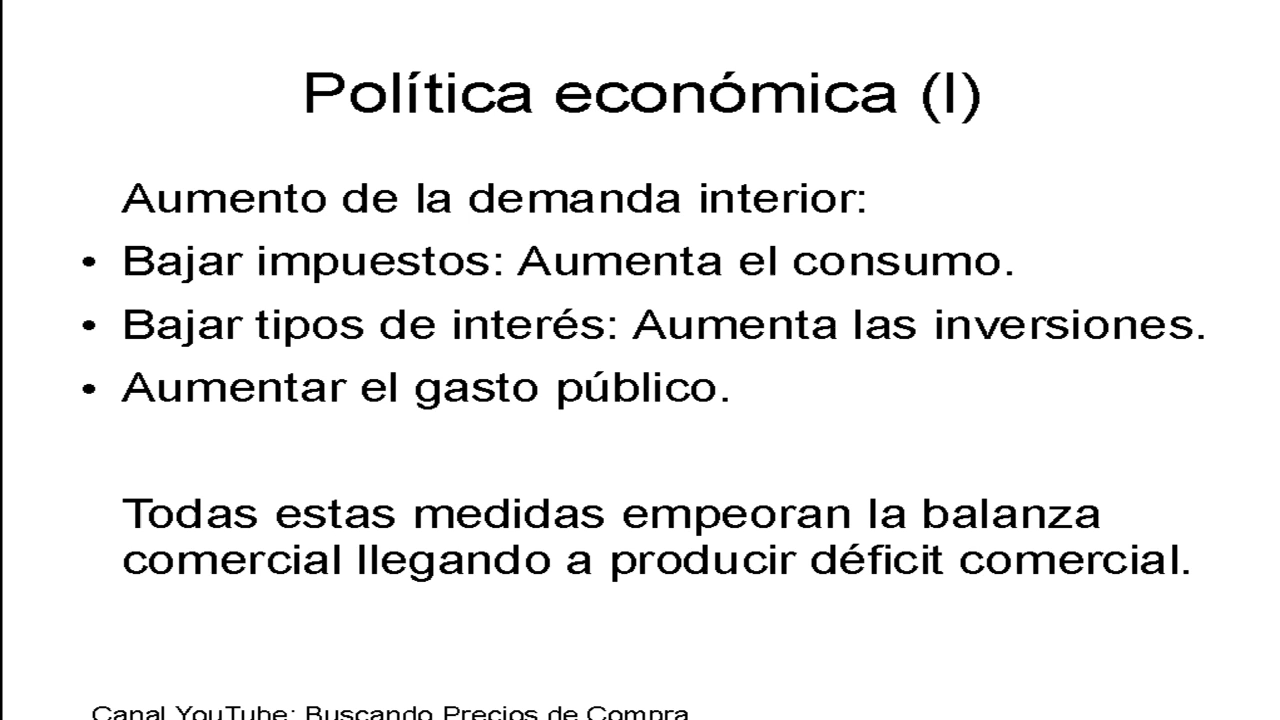 Política económica (I)
Aumento de la demanda interior:
• Bajar impuestos: Aumenta el consumo.
• Bajar tipos de interés: Aumenta las inversiones.
• Aumentar el gasto público.
Todas estas medidas empeoran la balanza
comercial llegando a producir déficit comercial.
Canal YouTube: Buscando Precios de Compra